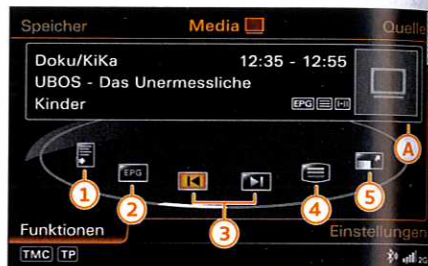 Speicher Media Quelle
Doku/KiKa 12:35 - 12:55
UBOS - Das Unermessliche
Kinder EPG
A
EPG
1 2 3 4 5
Funktionen Einstellungen
TMC TP 2G